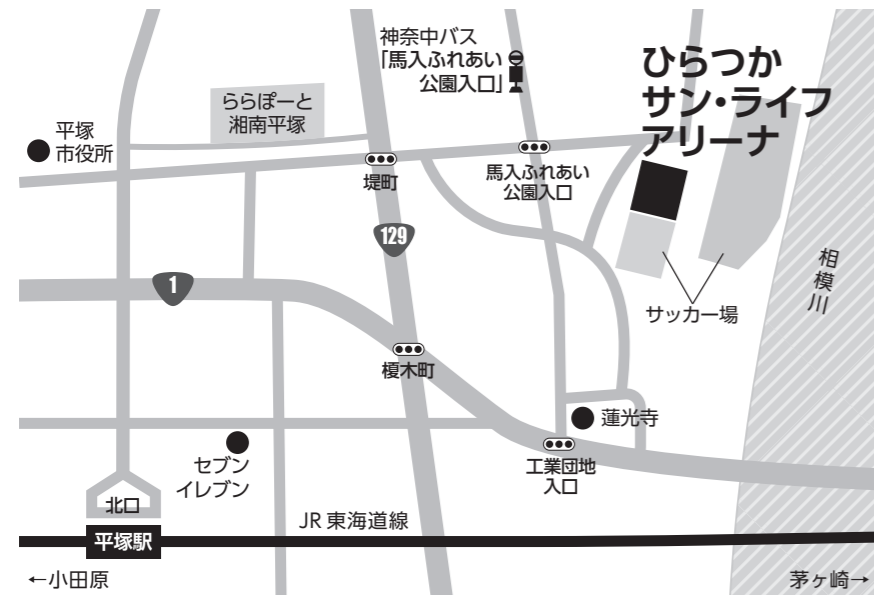 神奈中バス
「馬入ふれあい
公園入口」
ひらつか
サン・ライフ
アリーナ
ららぽーと
湘南平塚
平塚
市役所
堤町
馬入ふれあい
公園入口
129
1
相模川
サッカー場
榎木町
蓮光寺
セブン
イレブン
工業団地
入口
北口
JR東海道線
平塚駅
←小田原
茅ヶ崎→